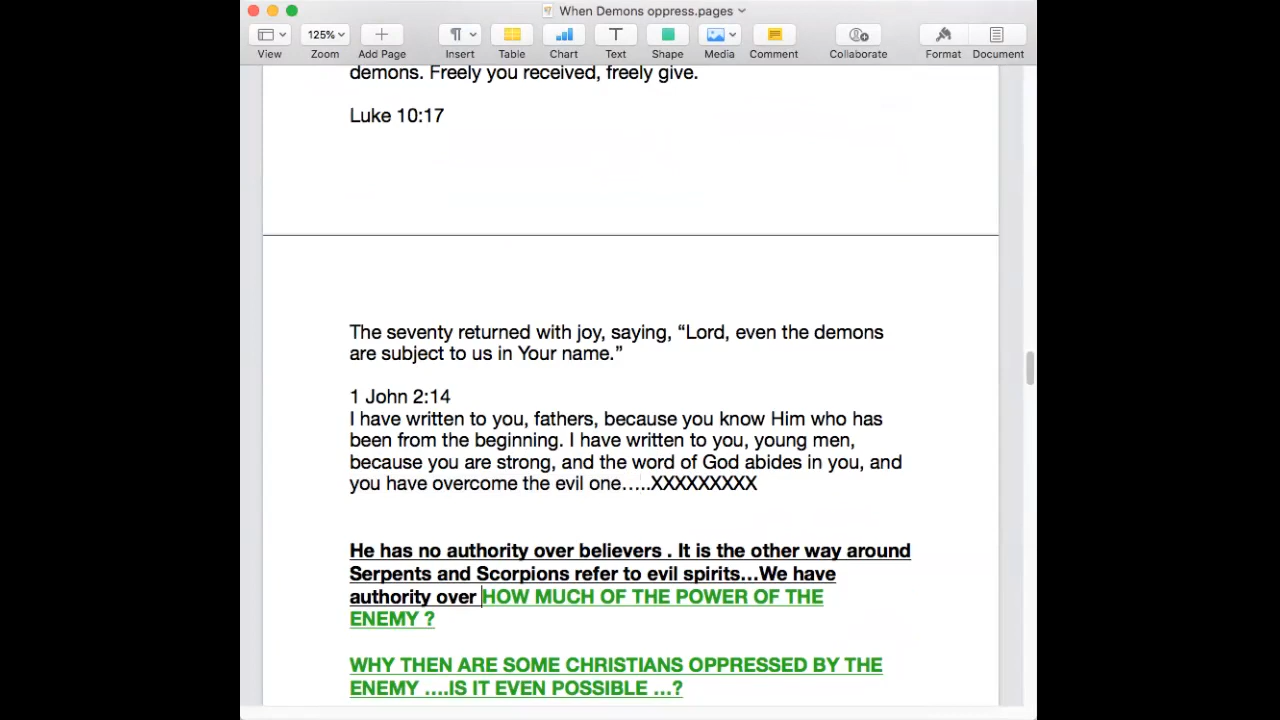 When Demons oppress.pages
125%
View
Zoom
Add Page
Insert
Table
Chart
Text
Shape
Media
Comment
Collaborate
Format
Document
demons. Freely you received, freely give.
Luke 10:17
The seventy returned with joy, saying, “Lord, even the demons
are subject to us in Your name.”
1 John 2:14
I have written to you, fathers, because you know Him who has
been from the beginning. I have written to you, young men,
because you are strong, and the word of God abides in you, and
you have overcome the evil one…..XXXXXXXXX
He has no authority over believers . It is the other way around
Serpents and Scorpions refer to evil spirits...We have
authority over HOW MUCH OF THE POWER OF THE
ENEMY ?
WHY THEN ARE SOME CHRISTIANS OPPRESSED BY THE
ENEMY ….IS IT EVEN POSSIBLE …?